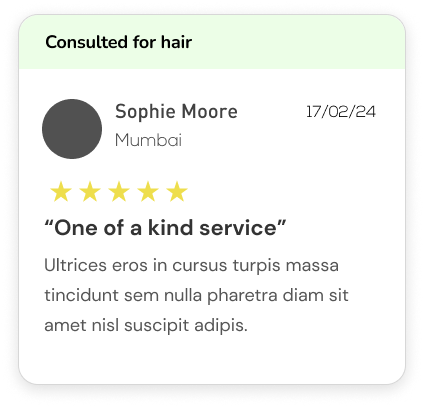 Consulted for hair
Sophie Moore
17/02/24
Mumbai
“One of a kind service”
Ultrices eros in cursus turpis massa
tincidunt sem nulla pharetra diam sit
amet nisl suscipit adipis.